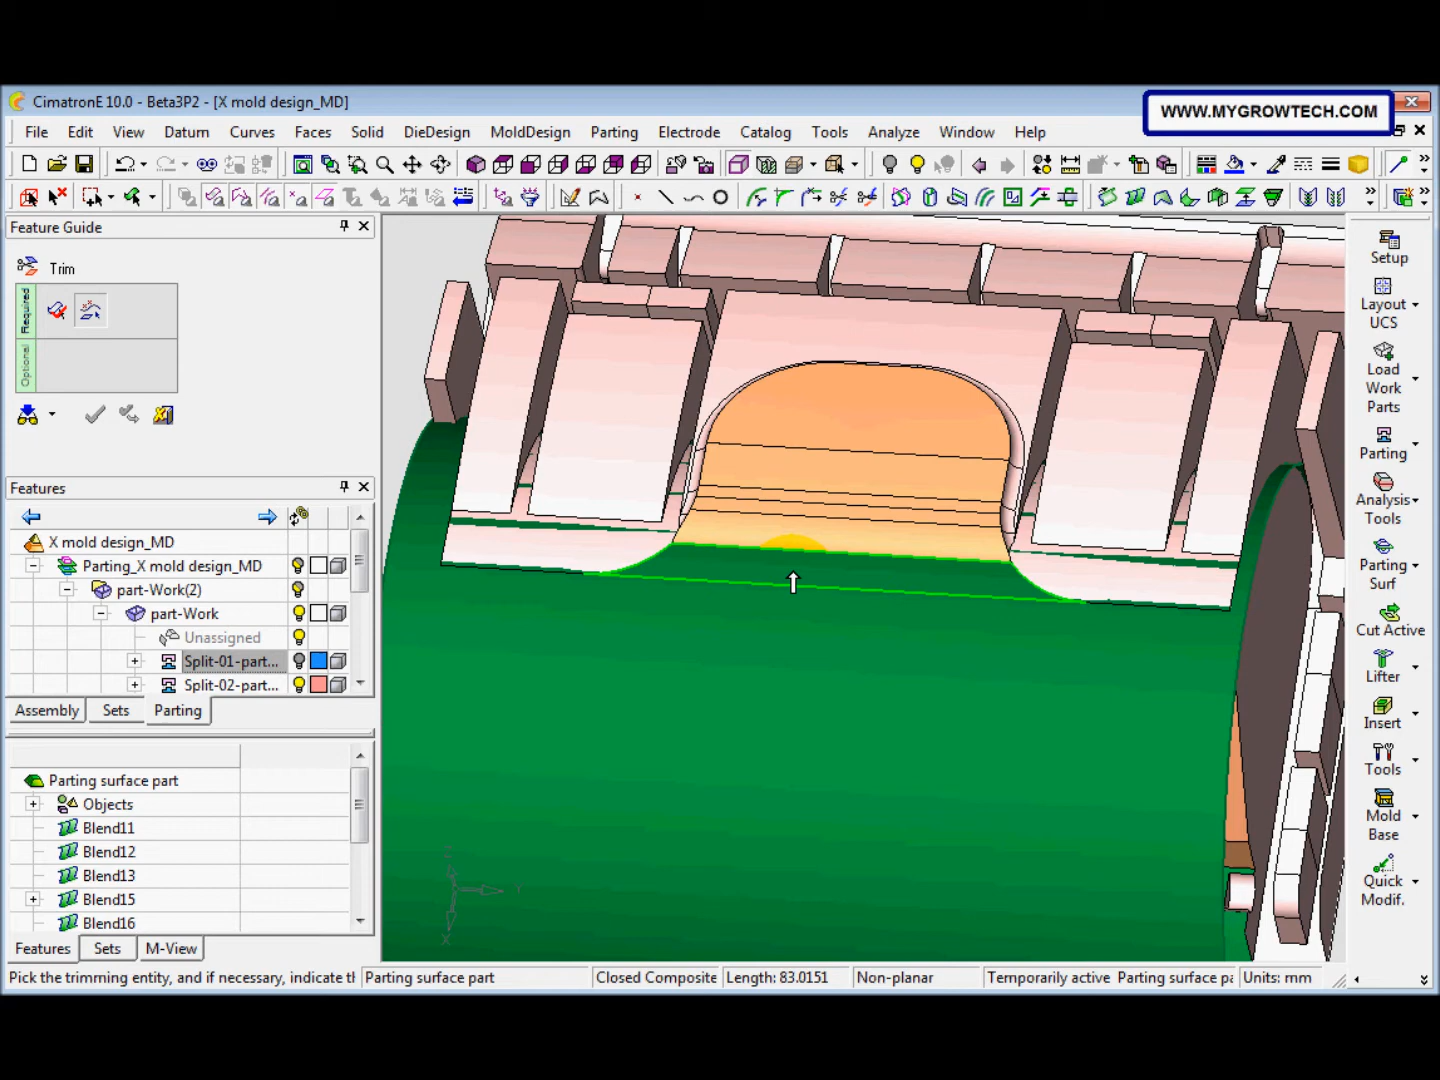 CimatronE 10.0 - Beta3P2 - [X mold design_MD]
WWW.MYGROWTECH.COM
File Edit View Datum Curves Faces Solid DieDesign MoldDesign Parting Electrode Catalog Tools Analyze Window Help
Feature Guide
Trim
Required
Optional
Features
X mold design_MD
Parting_X mold design_MD
part-Work(2)
part-Work
Unassigned
Split-01-part...
Split-02-part...
Assembly Sets Parting
Parting surface part
Objects
Blend11
Blend12
Blend13
Blend15
Blend16
Features Sets M-View
Z
Y
X
Setup
Layout
UCS
Load
Work
Parts
Parting
Analysis
Tools
Parting
Surf
Cut Active
Lifter
Insert
Tools
Mold
Base
Quick
Modif.
Pick the trimming entity, and if necessary, indicate th Parting surface part Closed Composite Length: 83.0151 Non-planar Temporarily active Parting surface pa Units: mm